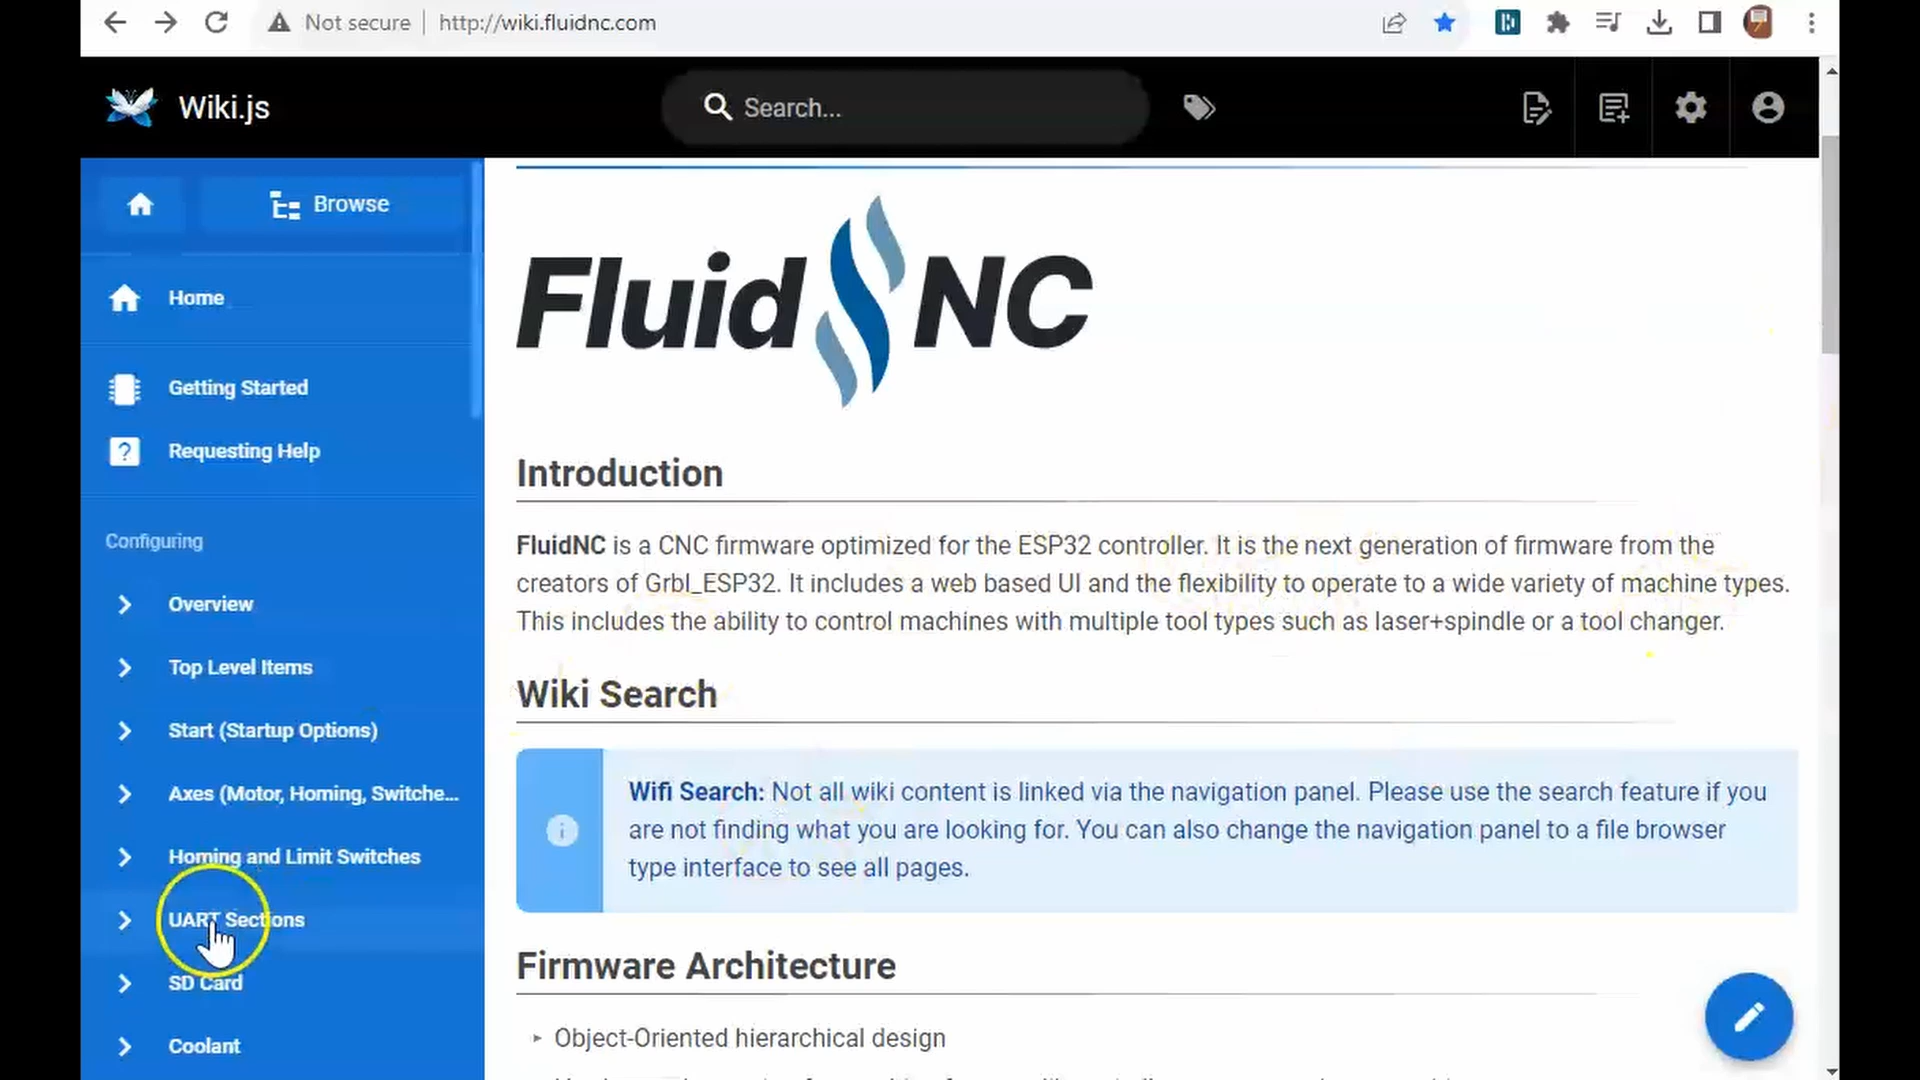 Not secure | http://wiki.fluidnc.com
Wiki.js
Search...
Browse
Home
Getting Started
Requesting Help
Configuring
Overview
Top Level Items
Start (Startup Options)
Axes (Motor, Homing, Switche...
Homing and Limit Switches
UART Sections
SD Card
Coolant
FluidNC
Introduction
FluidNC is a CNC firmware optimized for the ESP32 controller. It is the next generation of firmware from the
creators of Grbl_ESP32. It includes a web based UI and the flexibility to operate to a wide variety of machine types.
This includes the ability to control machines with multiple tool types such as laser+spindle or a tool changer.
Wiki Search
Wifi Search: Not all wiki content is linked via the navigation panel. Please use the search feature if you
are not finding what you are looking for. You can also change the navigation panel to a file browser
type interface to see all pages.
Firmware Architecture
Object-Oriented hierarchical design